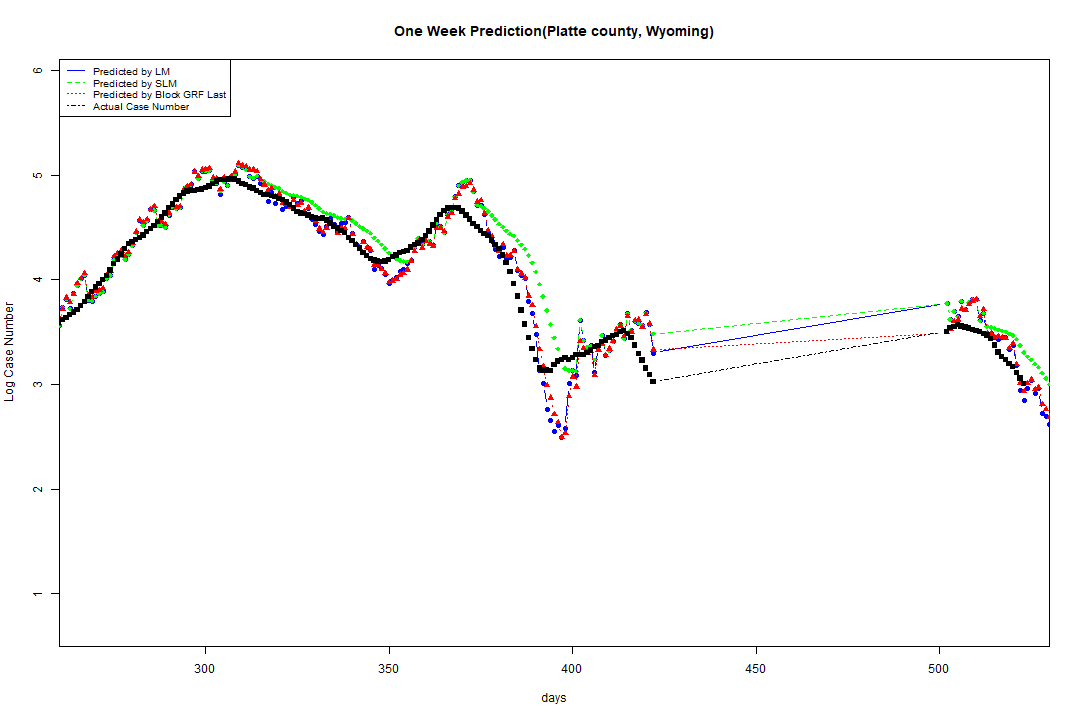 One Week Prediction(Platte county, Wyoming)
Predicted by LM
Predicted by SLM
Predicted by Block GRF Last
Actual Case Number
6
5
4
3
2
1
Log Case Number
300
350
400
450
500
days